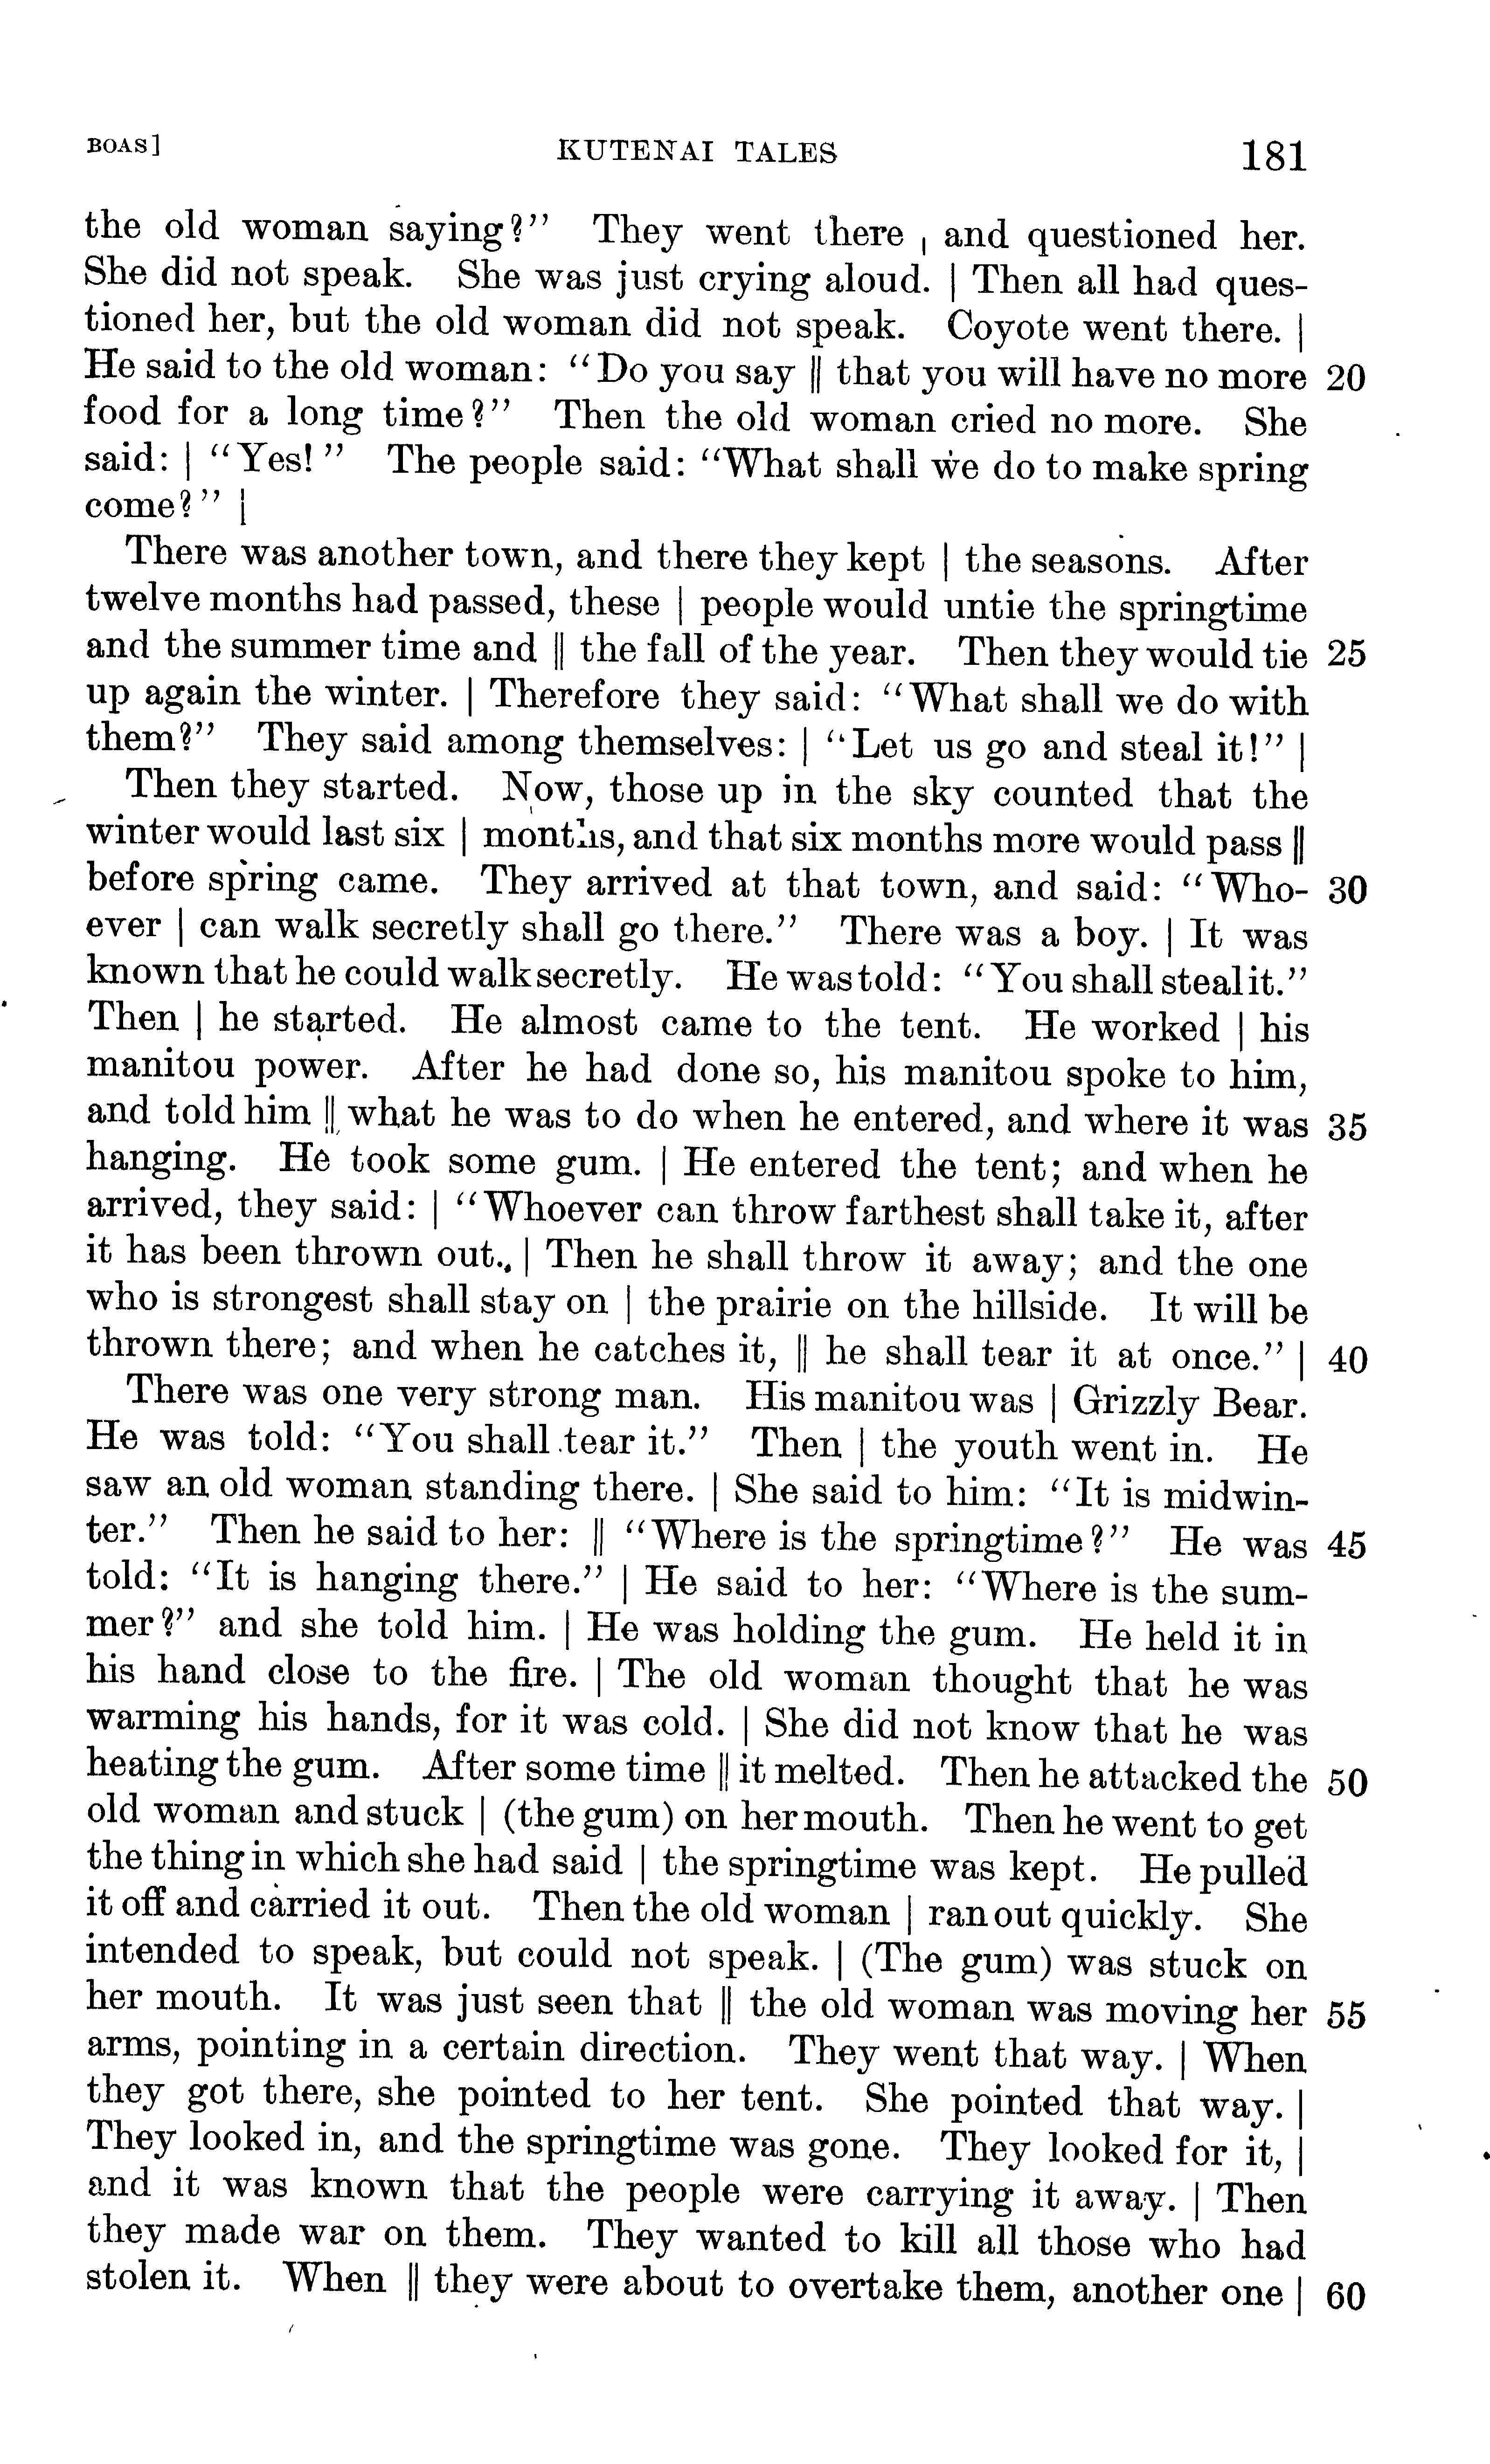 BOAS] KUTENAI TALES 181
the old woman saying?" They went there | and questioned her.
She did not speak. She was just crying aloud. | Then all had ques-
tioned her, but the old woman did not speak. Coyote went there. |
He said to the old woman: "Do you say || that you will have no more 20
food for a long time?" Then the old woman cried no more. She
said: | "Yes!" The people said: "What shall we do to make spring
come?" |
There was another town, and there they kept | the seasons. After
twelve months had passed, these | people would untie the springtime
and the summer time and || the fall of the year. Then they would tie 25
up again the winter. | Therefore they said: "What shall we do with
them?" They said among themselves: | "Let us go and steal it!" |
Then they started. Now, those up in the sky counted that the
winter would last six | months, and that six months more would pass ||
before spring came. They arrived at that town, and said: "Who- 30
ever | can walk secretly shall go there." There was a boy. | It was
known that he could walk secretly. He was told: "You shall steal it."
Then | he started. He almost came to the tent. He worked | his
manitou power. After he had done so, his manitou spoke to him,
and told him || what he was to do when he entered, and where it was 35
hanging. He took some gum. | He entered the tent; and when he
arrived, they said: | "Whoever can throw farthest shall take it, after
it has been thrown out. | Then he shall throw it away; and the one
who is strongest shall stay on | the prairie on the hillside. It will be
thrown there; and when he catches it, || he shall tear it at once." | 40
There was one very strong man. His manitou was | Grizzly Bear.
He was told: "You shall tear it." Then | the youth went in. He
saw an old woman standing there. | She said to him: "It is midwin-
ter." Then he said to her: || "Where is the springtime?" He was 45
told: "It is hanging there." | He said to her: "Where is the sum-
mer?" and she told him. | He was holding the gum. He held it in
his hand close to the fire. | The old woman thought that he was
warming his hands, for it was cold. | She did not know that he was
heating the gum. After some time || it melted. Then he attacked the 50
old woman and stuck | (the gum) on her mouth. Then he went to get
the thing in which she had said | the springtime was kept. He pulled
it off and carried it out. Then the old woman | ran out quickly. She
intended to speak, but could not speak. | (The gum) was stuck on
her mouth. It was just seen that || the old woman was moving her 55
arms, pointing in a certain direction. They went that way. | When
they got there, she pointed to her tent. She pointed that way. |
They looked in, and the springtime was gone. They looked for it, |
and it was known that the people were carrying it away. | Then
they made war on them. They wanted to kill all those who had
stolen it. When || they were about to overtake them, another one | 60